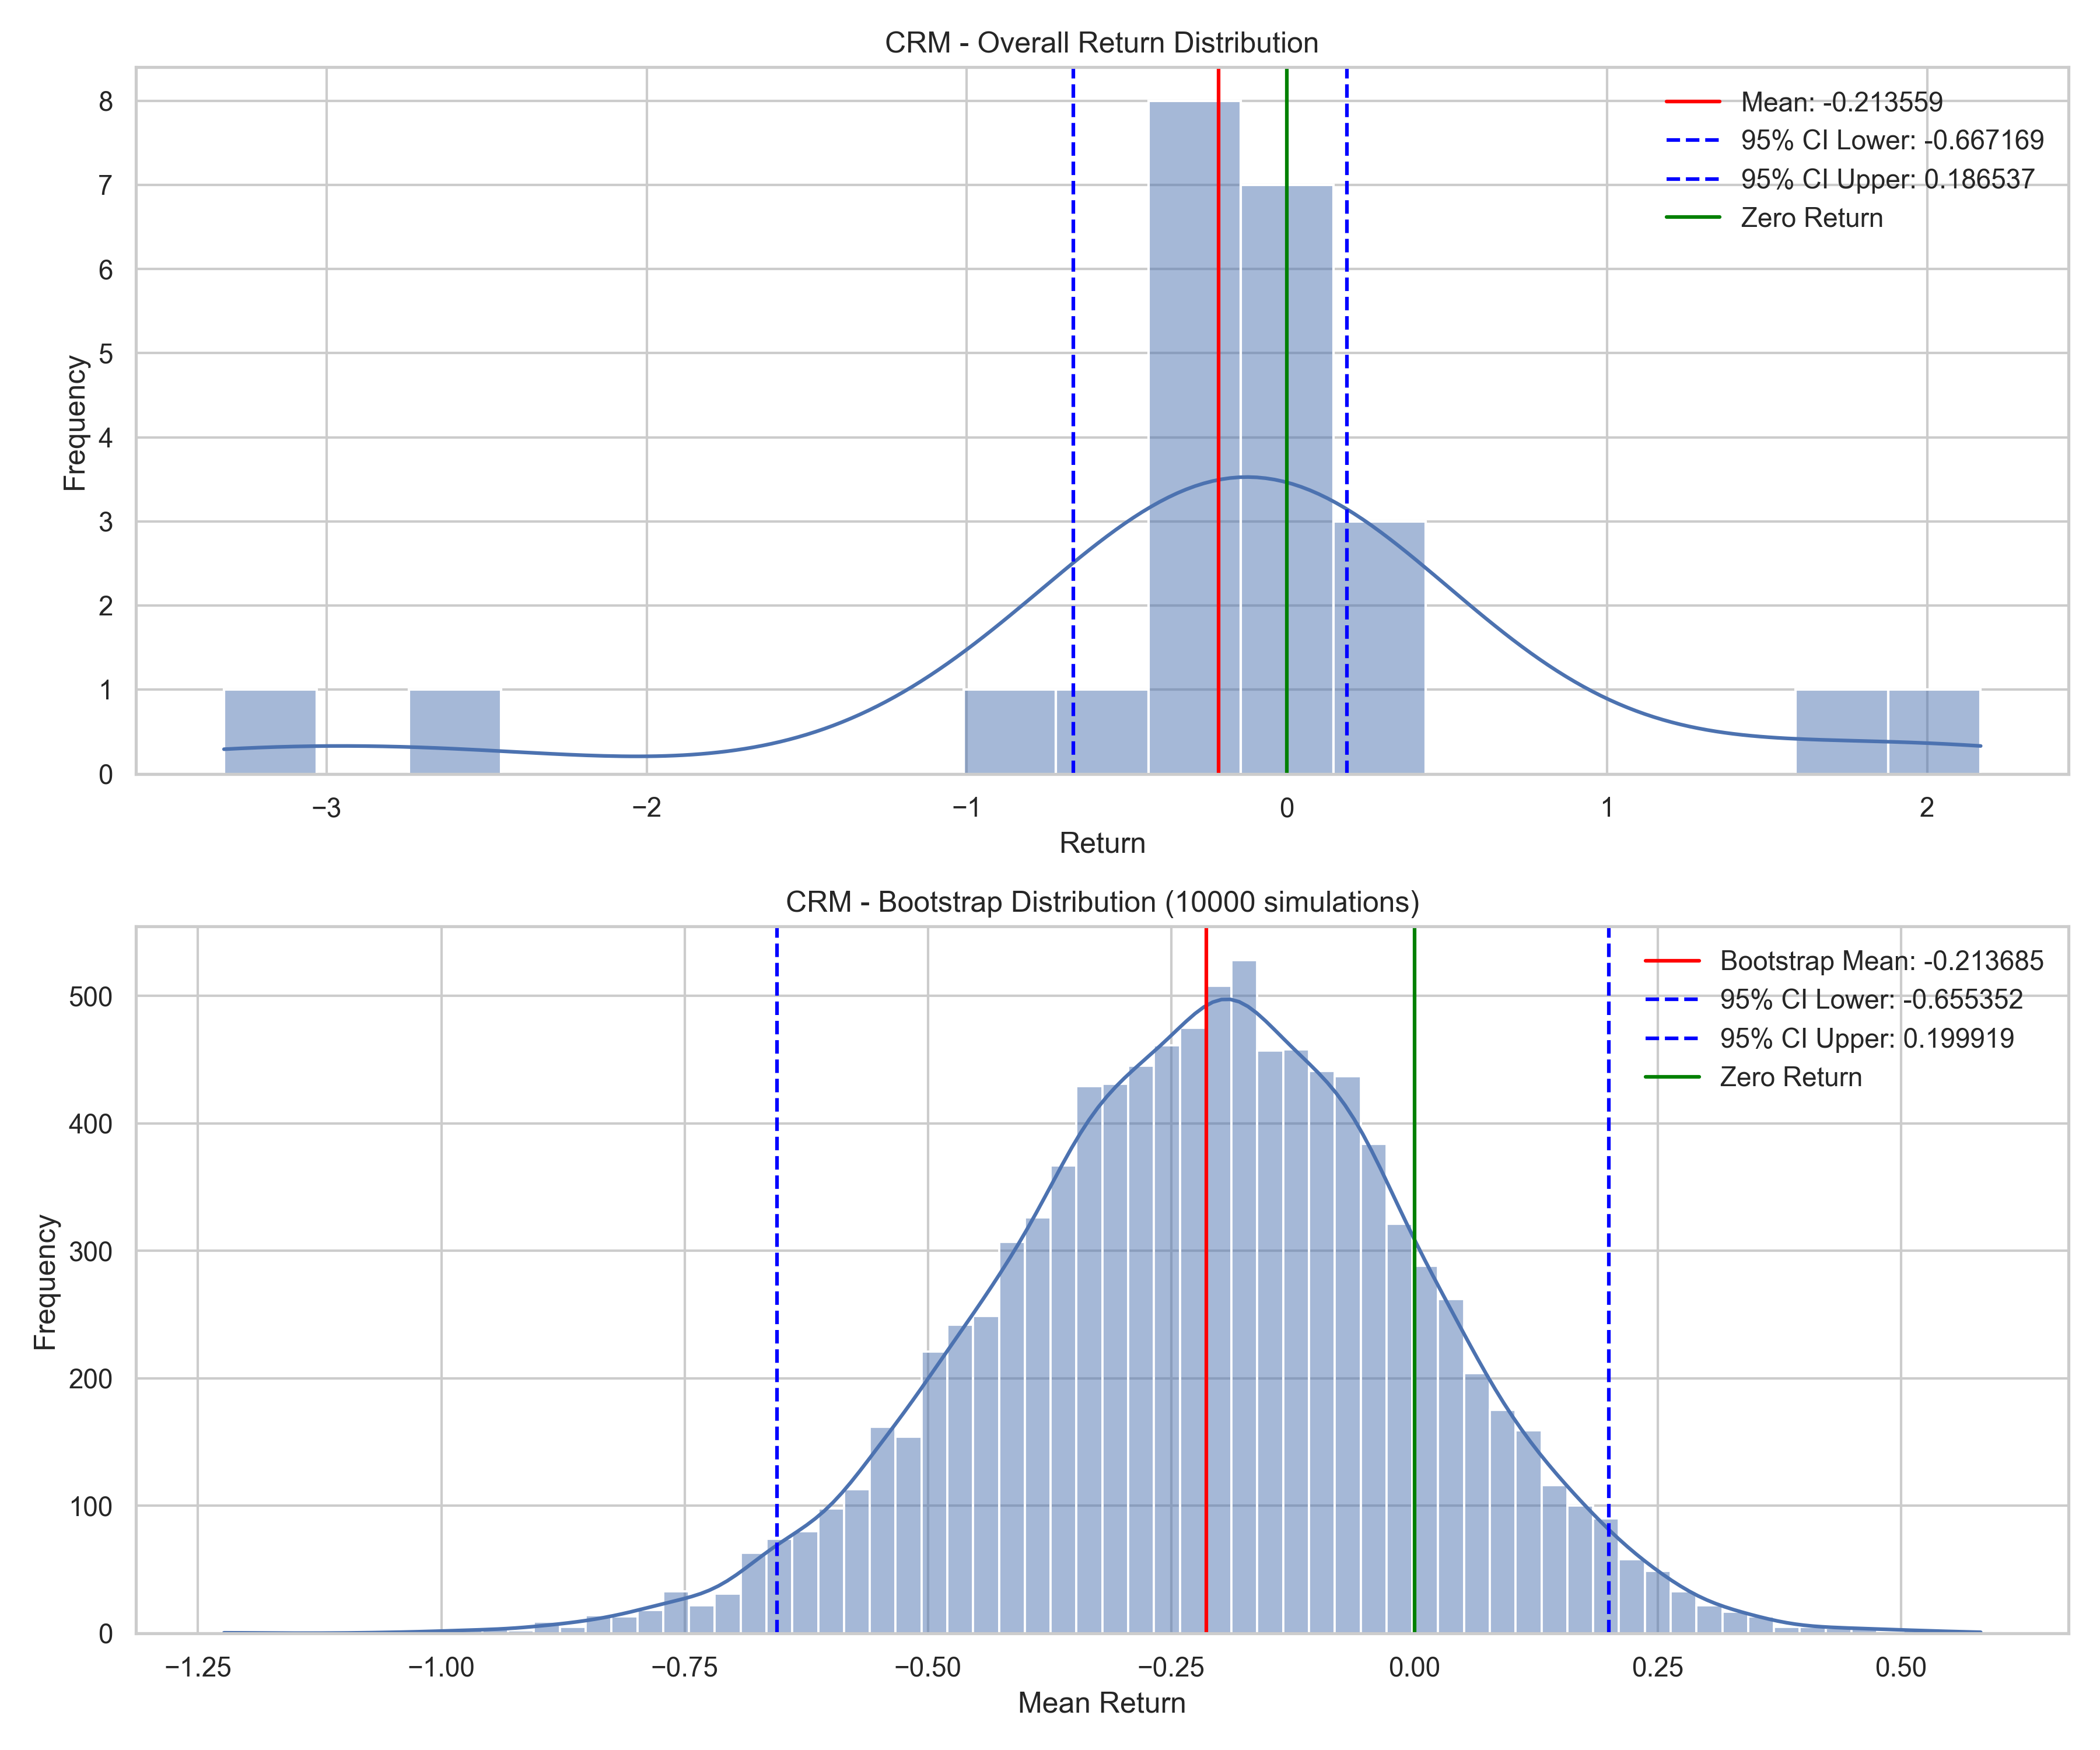 CRM - Overall Return Distribution
Mean: -0.213559
95% CI Lower: -0.667169
95% CI Upper: 0.186537
Zero Return
8
7
6
5
4
3
2
1
0
Frequency
−3 −2 −1 0 1 2
Return
CRM - Bootstrap Distribution (10000 simulations)
Bootstrap Mean: -0.213685
95% CI Lower: -0.655352
95% CI Upper: 0.199919
Zero Return
500
400
300
200
100
0
Frequency
−1.25 −1.00 −0.75 −0.50 −0.25 0.00 0.25 0.50
Mean Return